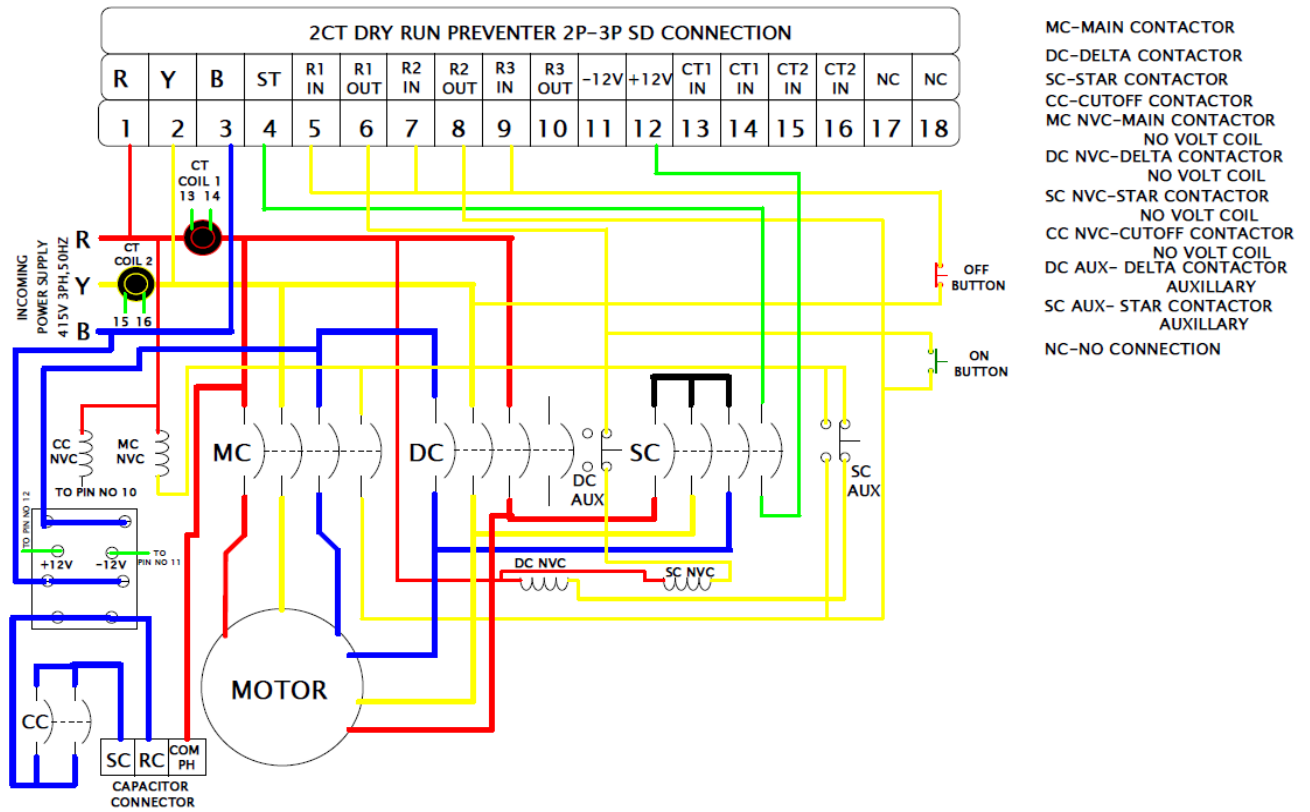 2CT DRY RUN PREVENTER 2P-3P SD CONNECTION
R Y B ST R1 IN R1 OUT R2 IN R2 OUT R3 IN R3 OUT -12V +12V CT1 IN CT1 IN CT2 IN CT2 IN NC NC
1 2 3 4 5 6 7 8 9 10 11 12 13 14 15 16 17 18
MC-MAIN CONTACTOR
DC-DELTA CONTACTOR
SC-STAR CONTACTOR
CC-CUTOFF CONTACTOR
MC NVC-MAIN CONTACTOR
NO VOLT COIL
DC NVC-DELTA CONTACTOR
NO VOLT COIL
SC NVC-STAR CONTACTOR
NO VOLT COIL
CC NVC-CUTOFF CONTACTOR
NO VOLT COIL
DC AUX- DELTA CONTACTOR
AUXILLARY
SC AUX- STAR CONTACTOR
AUXILLARY
NC-NO CONNECTION
CT
COIL 1
13 14
INCOMING
POWER SUPPLY
415V 3PH,50HZ
R
CT
COIL 2
Y
15 16
B
OFF
BUTTON
ON
BUTTON
CC
NVC
MC
NVC
MC
DC
DC
AUX
SC
SC
AUX
TO PIN NO 10
TO PIN NO 12
+12V
-12V
TO
PIN NO 11
DC NVC
SC NVC
MOTOR
CC
SC RC COM
PH
CAPACITOR
CONNECTOR